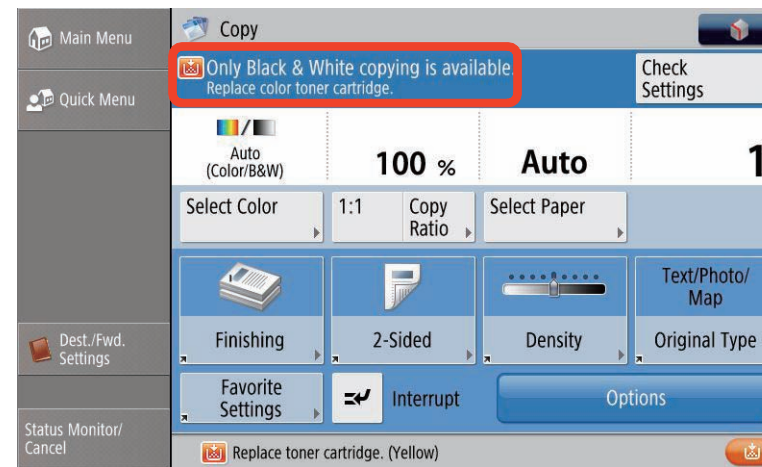 Main Menu
Copy
Quick Menu
Only Black & White copying is available.
Replace color toner cartridge.
Check
Settings
Auto
(Color/B&W)
100 %
Auto
1
Select Color
1:1
Copy
Ratio
Select Paper
Text/Photo/
Map
Finishing
2-Sided
Density
Original Type
Dest./Fwd.
Settings
Favorite
Settings
Interrupt
Options
Status Monitor/
Cancel
Replace toner cartridge. (Yellow)